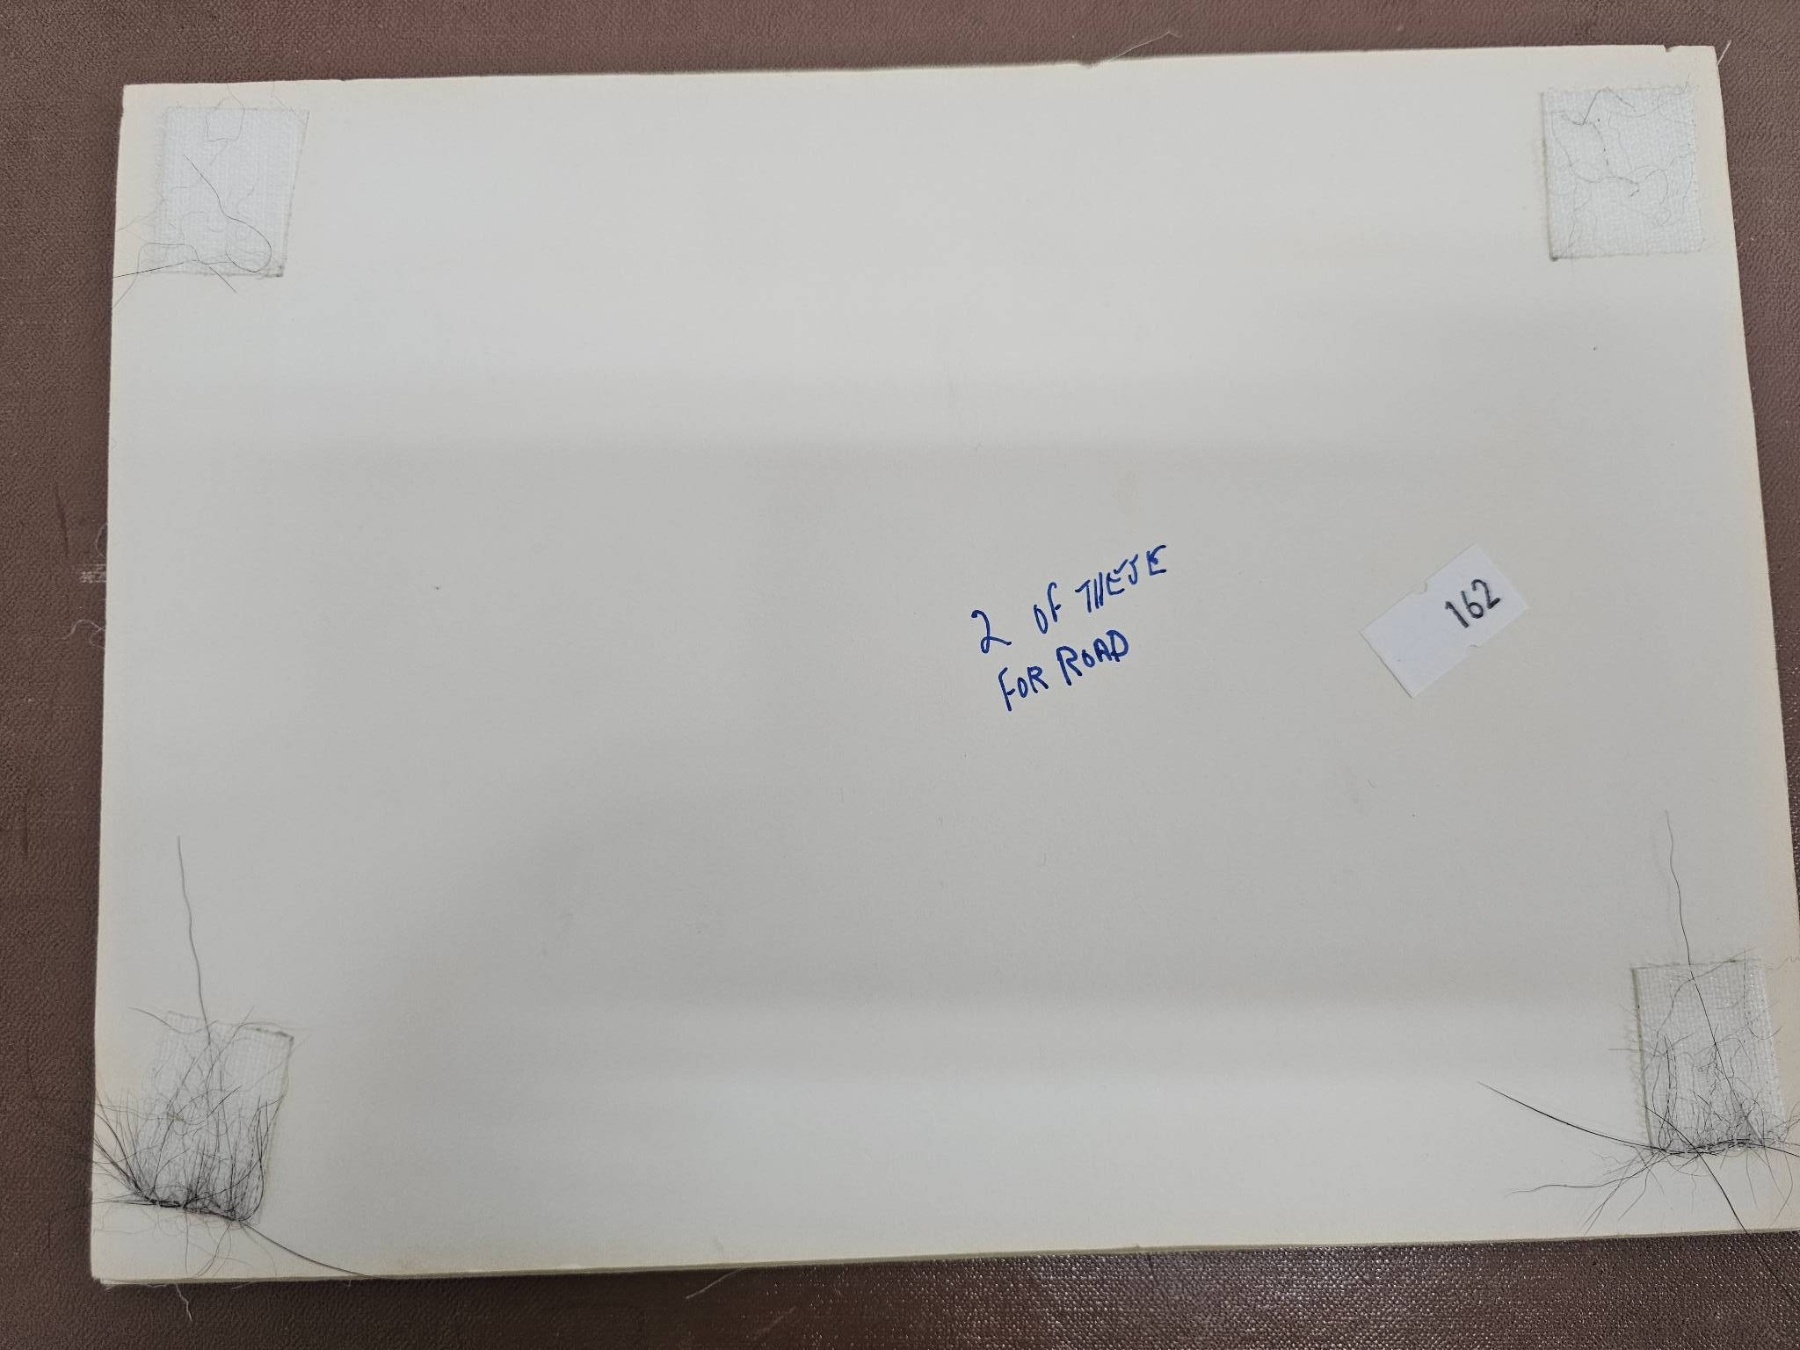 2 OF THESE
FOR ROAD
162